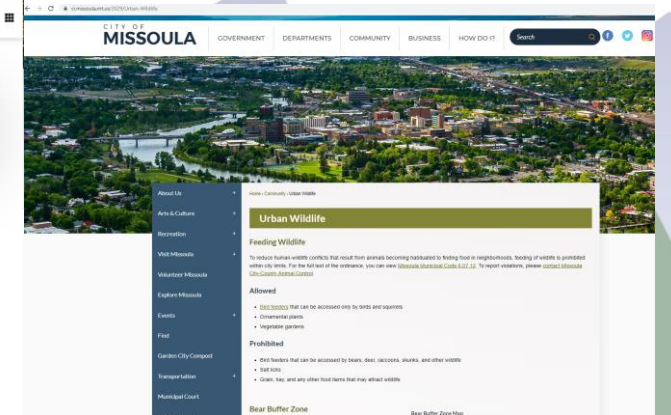 ci.missoula.mt.us/2929/Urban-Wildlife
CITY OF
MISSOULA
GOVERNMENT DEPARTMENTS COMMUNITY BUSINESS HOW DO I?
Search
About Us +
Arts & Culture +
Recreation +
Visit Missoula +
Volunteer Missoula
Explore Missoula
Events +
Find
Garden City Compost
Transportation +
Municipal Court
Home › Community › Urban Wildlife
Urban Wildlife
Feeding Wildlife
To reduce human-wildlife conflicts that result from animals becoming habituated to finding food in neighborhoods, feeding of wildlife is prohibited
within city limits. For the full text of the ordinance, you can view Missoula Municipal Code 6.07.12. To report violations, please contact Missoula
City-County Animal Control.
Allowed
• Bird feeders that can be accessed only by birds and squirrels
• Ornamental plants
• Vegetable gardens
Prohibited
• Bird feeders that can be accessed by bears, deer, raccoons, skunks, and other wildlife
• Salt licks
• Grain, hay, and any other food items that may attract wildlife
Bear Buffer Zone
Bear Buffer Zone Map